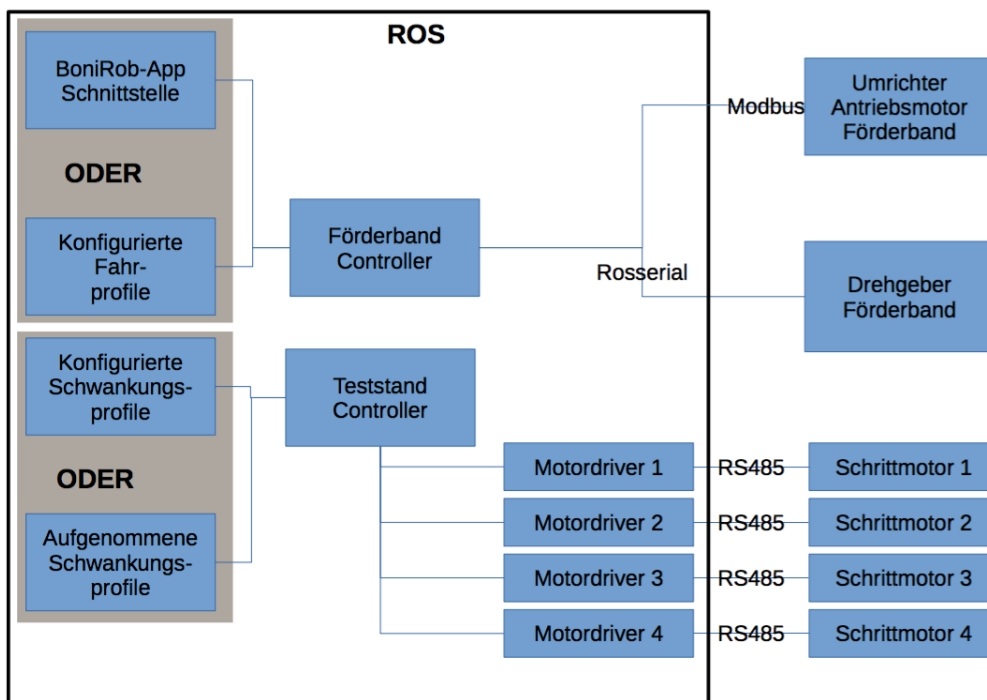 ROS
BoniRob-App
Schnittstelle
ODER
Konfigurierte
Fahr-
profile
Förderband
Controller
Modbus
Umrichter
Antriebsmotor
Förderband
Rosserial
Drehgeber
Förderband
Konfigurierte
Schwankungs-
profile
ODER
Aufgenommene
Schwankungs-
profile
Teststand
Controller
Motordriver 1
RS485
Schrittmotor 1
Motordriver 2
RS485
Schrittmotor 2
Motordriver 3
RS485
Schrittmotor 3
Motordriver 4
RS485
Schrittmotor 4